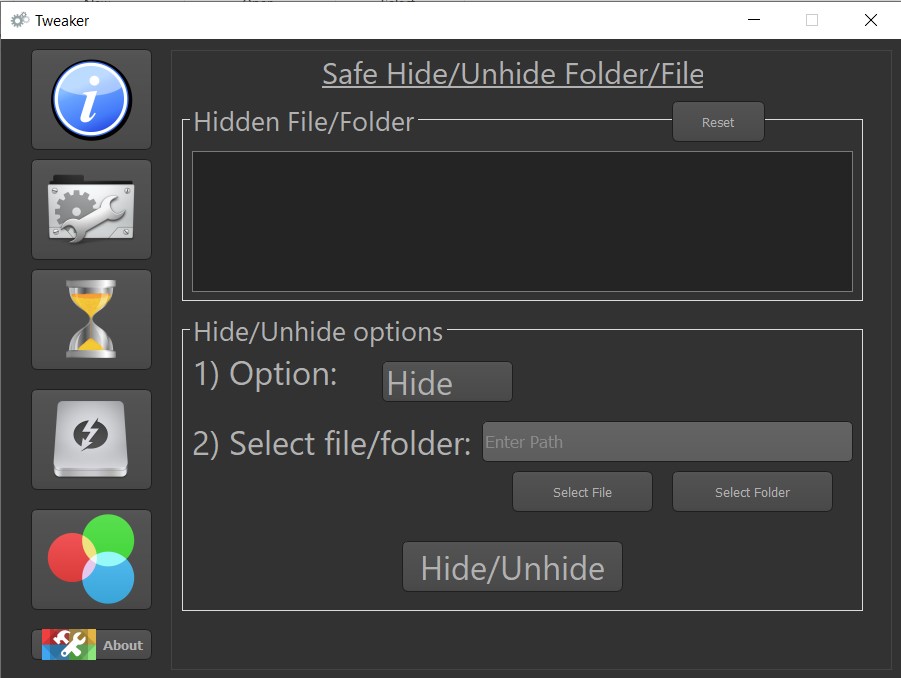 Tweaker
Safe Hide/Unhide Folder/File
Hidden File/Folder
Reset
Hide/Unhide options
1) Option:
Hide
2) Select file/folder:
Enter Path
Select File
Select Folder
Hide/Unhide
About